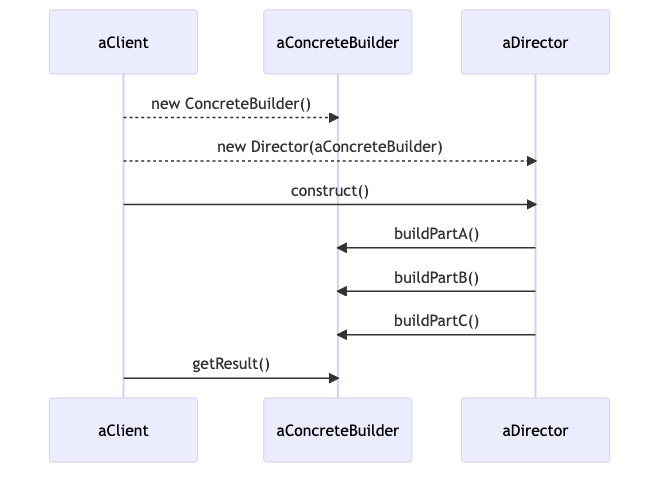 aClient
aConcreteBuilder
aDirector
new ConcreteBuilder()
new Director(aConcreteBuilder)
construct()
buildPartA()
buildPartB()
buildPartC()
getResult()
aClient
aConcreteBuilder
aDirector